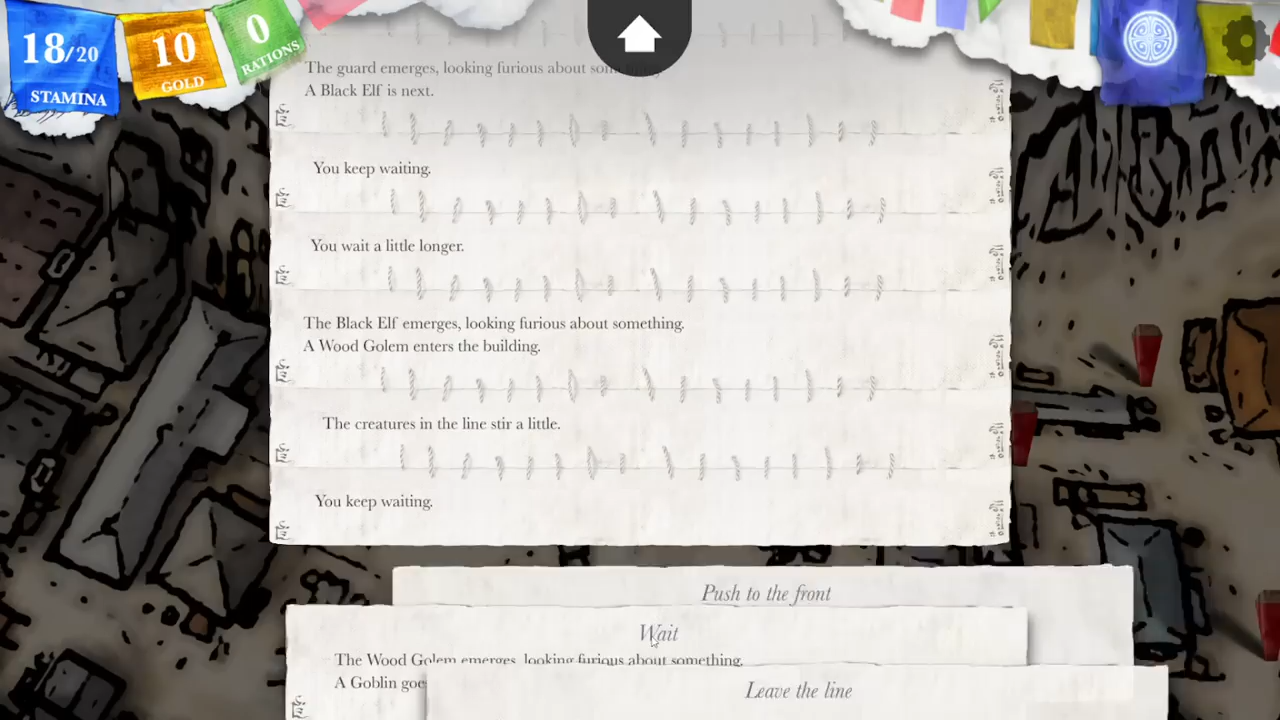 18/20
STAMINA
10
GOLD
0
RATIONS
The guard emerges, looking furious about
A Black Elf is next.
You keep waiting.
You wait a little longer.
The Black Elf emerges, looking furious about something.
A Wood Golem enters the building.
The creatures in the line stir a little.
You keep waiting.
Push to the front
Wait
The Wood Golem emerges, looking furious about something.
A Goblin goe
Leave the line